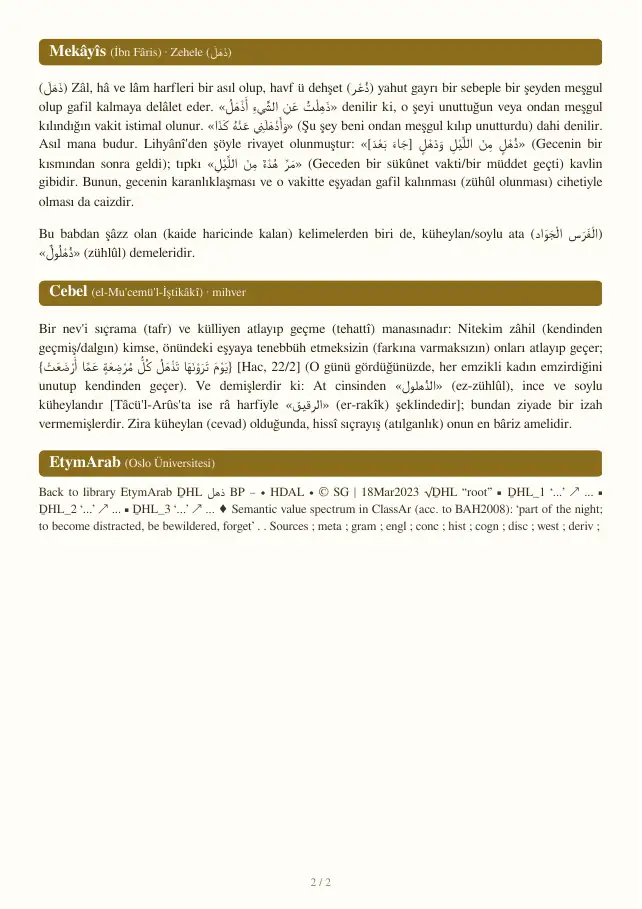 Mekâyîs (İbn Fâris) · Zehele (ذَهَلَ)
(ذَهَلَ) Zâl, hâ ve lâm harfleri bir asıl olup, havf ü dehşet (ذُعْر) yahut gayrı bir sebeple bir şeyden meşgul
olup gafil kalmaya delâlet eder. «ذَهِلْتُ عَنِ الشَّيءِ أَذْهَلُ» denilir ki, o şeyi unuttuğun veya ondan meşgul
kılındığın vakit istimal olunur. «وَأَذْهَلَنِي عَنْهُ كَذَا» (Şu şey beni ondan meşgul kılıp unutturdu) dahi denilir.
Asıl mana budur. Lihyânî'den şöyle rivayet olunmuştur: «[جَاءَ بَعْدَ] ذُهْلٍ مِن اللَّيْلِ وَذَهْلٍ» (Gecenin bir
kısmından sonra geldi); tıpkı «مَرَّ هُدْةٌ مِن اللَّيْلِ» (Geceden bir sükûnet vakti/bir müddet geçti) kavlin
gibidir. Bunun, gecenin karanlıklaşması ve o vakitte eşyadan gafil kalınması (zühûl olunması) cihetiyle
olması da caizdir.
Bu babdan şâzz olan (kaide haricinde kalan) kelimelerden biri de, küheylan/soylu ata (الْفَرَس الْجَوَاد)
«ذُهْلُولٌ» (zühlûl) demeleridir.
Cebel (el-Mu'cemü'l-İştikâkî) · mihver
Bir nev'i sıçrama (tafr) ve külliyen atlayıp geçme (tehattî) manasınadır: Nitekim zâhil (kendinden
geçmiş/dalgın) kimse, önündeki eşyaya tenebbüh etmeksizin (farkına varmaksızın) onları atlayıp geçer;
{يَوْمَ تَرَوْنَهَا تَذْهَلُ كُلُّ مُرْضِعَةٍ عَمَّا أَرْضَعَتْ} [Hac, 22/2] (O günü gördüğünüzde, her emzikli kadın emzirdiğini
unutup kendinden geçer). Ve demişlerdir ki: At cinsinden «الذُهلول» (ez-zühlûl), ince ve soylu
küheylandır [Tâcü'l-Arûs'ta ise râ harfiyle «الرقيق» (er-rakîk) şeklindedir]; bundan ziyade bir izah
vermemişlerdir. Zira küheylan (cevad) olduğunda, hissî sıçrayış (atılganlık) onun en bâriz amelidir.
EtymArab (Oslo Üniversitesi)
Back to library EtymArab ḎHL ذهل BP – • HDAL • © SG | 18Mar2023 √ḎHL “root” ▪ ḎHL_1 ‘...’ ↗ ... ▪
ḎHL_2 ‘...’ ↗ ... ▪ ḎHL_3 ‘...’ ↗ ... ♦ Semantic value spectrum in ClassAr (acc. to BAH2008): ‘part of the night;
to become distracted, be bewildered, forget’ . . Sources ; meta ; gram ; engl ; conc ; hist ; cogn ; disc ; west ; deriv ;
2 / 2